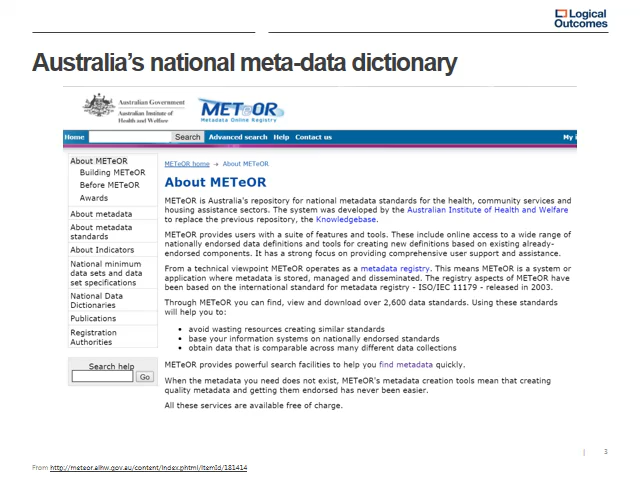 Logical
Outcomes
Australia's national meta-data dictionary
Australian Government
Australian Institute of
Health and Welfare
METeOR
Metadata Online Registry
Home Search Advanced search Help Contact us My i
About METeOR
Building METeOR
Before METeOR
Awards
About metadata
About metadata
standards
About Indicators
National minimum
data sets and data
set specifications
National Data
Dictionaries
Publications
Registration
Authorities
Search help
Go
METeOR home → About METeOR
About METeOR
METeOR is Australia's repository for national metadata standards for the health, community services and
housing assistance sectors. The system was developed by the Australian Institute of Health and Welfare
to replace the previous repository, the Knowledgebase.
METeOR provides users with a suite of features and tools. These include online access to a wide range of
nationally endorsed data definitions and tools for creating new definitions based on existing already-
endorsed components. It has a strong focus on providing comprehensive user support and assistance.
From a technical viewpoint METeOR operates as a metadata registry. This means METeOR is a system or
application where metadata is stored, managed and disseminated. The registry aspects of METeOR have
been based on the international standard for metadata registry - ISO/IEC 11179 - released in 2003.
Through METeOR you can find, view and download over 2,600 data standards. Using these standards
will help you to:
• avoid wasting resources creating similar standards
• base your information systems on nationally endorsed standards
• obtain data that is comparable across many different data collections
METeOR provides powerful search facilities to help you find metadata quickly.
When the metadata you need does not exist, METeOR's metadata creation tools mean that creating
quality metadata and getting them endorsed has never been easier.
All these services are available free of charge.
| 3
From http://meteor.aihw.gov.au/content/index.phtml/itemId/181414